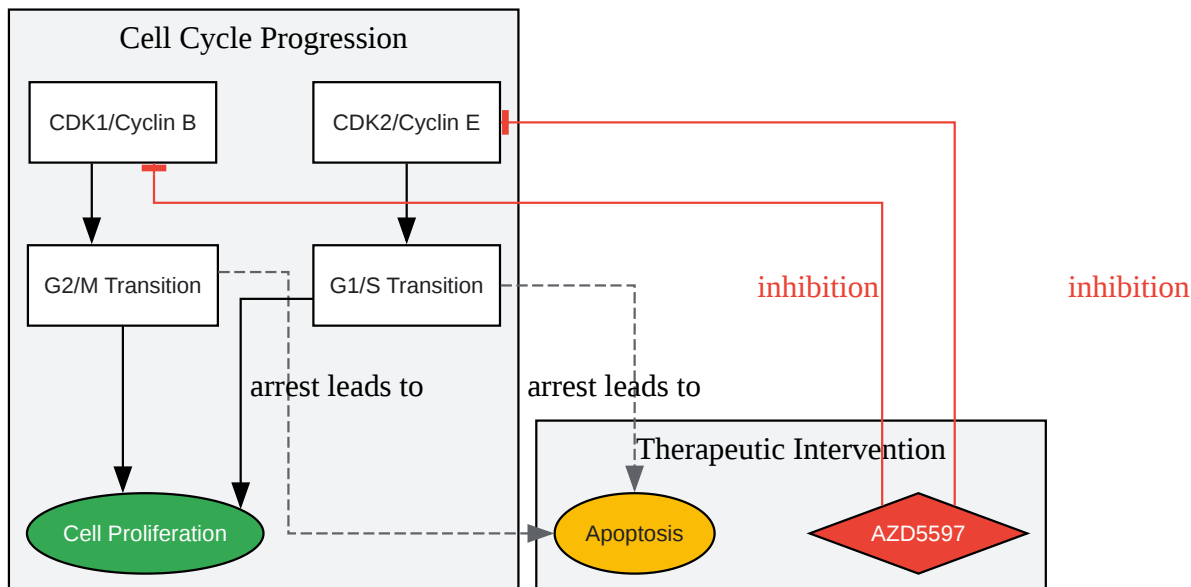 Cell Cycle Progression
CDK1/Cyclin B
CDK2/Cyclin E
G2/M Transition
G1/S Transition
inhibition
inhibition
arrest leads to
arrest leads to
Therapeutic Intervention
Cell Proliferation
Apoptosis
AZD5597